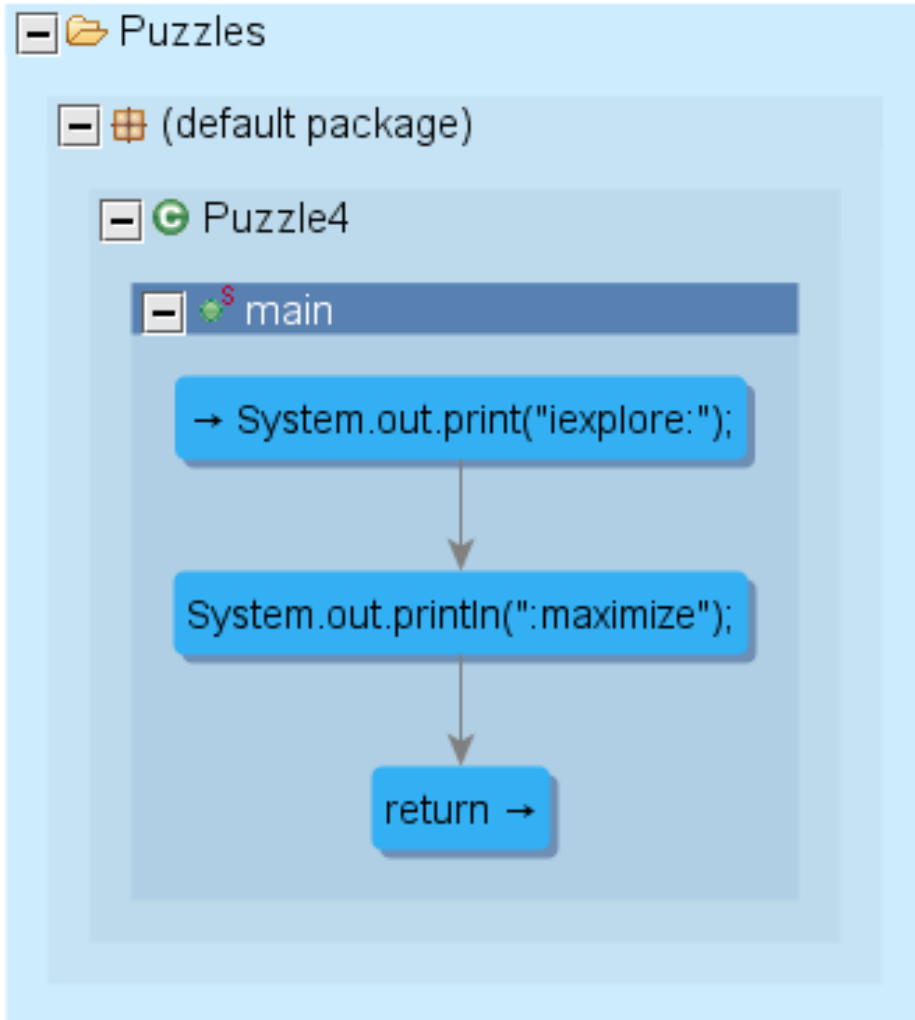 Puzzles
(default package)
C Puzzle4
S main
→ System.out.print("iexplore:");
System.out.println(":maximize");
return →